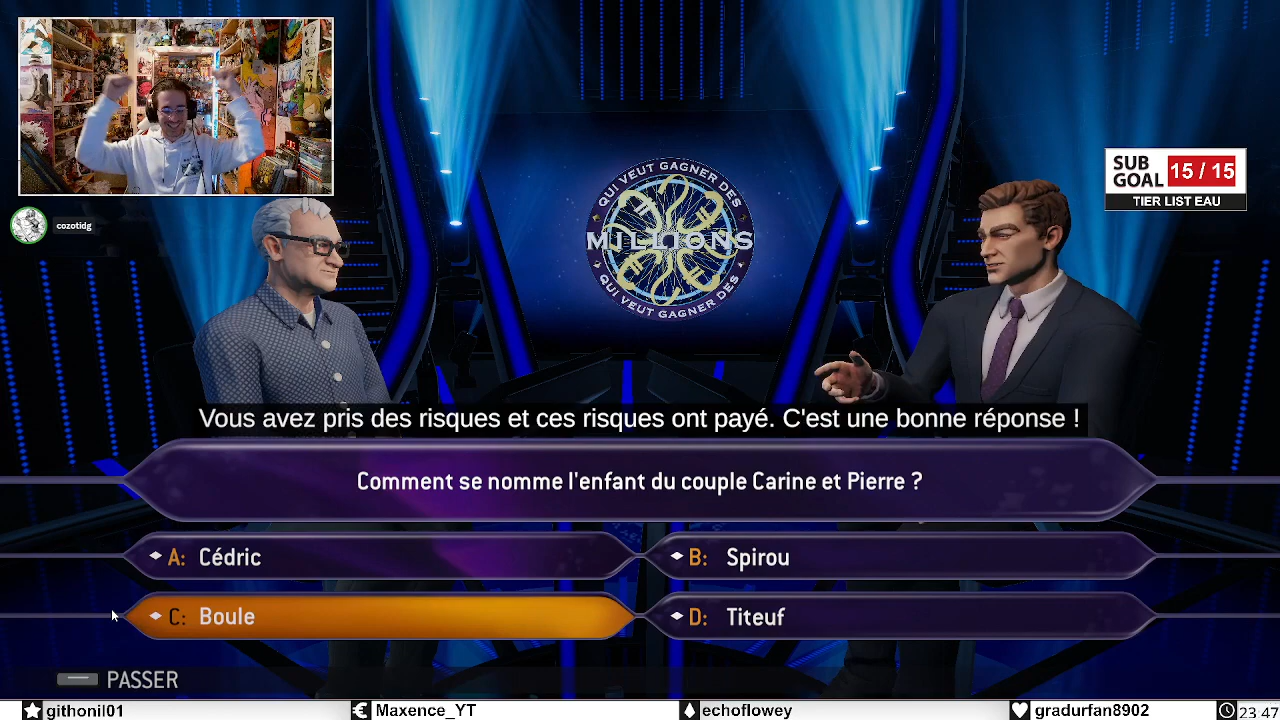 SUB GOAL 15 / 15
TIER LIST EAU
cozotidg
QUI VEUT GAGNER DES
MILLIONS
QUI VEUT GAGNER DES
Vous avez pris des risques et ces risques ont payé. C'est une bonne réponse !
Comment se nomme l'enfant du couple Carine et Pierre ?
A: Cédric
B: Spirou
C: Boule
D: Titeuf
PASSER
githonil01
Maxence_YT
echoflowey
gradurfan8902
23:47